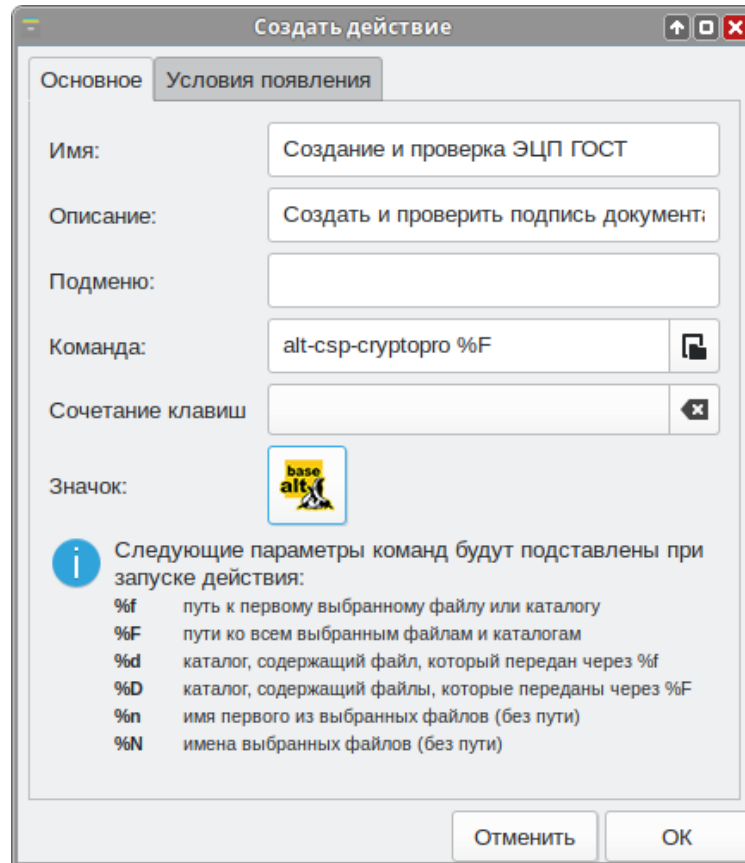 Создать действие
Основное
Условия появления
Имя:
Создание и проверка ЭЦП ГОСТ
Описание:
Создать и проверить подпись документа
Подменю:
Команда:
alt-csp-cryptopro %F
Сочетание клавиш
Значок:
base
alt
Следующие параметры команд будут подставлены при
запуске действия:
%f путь к первому выбранному файлу или каталогу
%F пути ко всем выбранным файлам и каталогам
%d каталог, содержащий файл, который передан через %f
%D каталог, содержащий файлы, которые переданы через %F
%n имя первого из выбранных файлов (без пути)
%N имена выбранных файлов (без пути)
Отменить
ОК